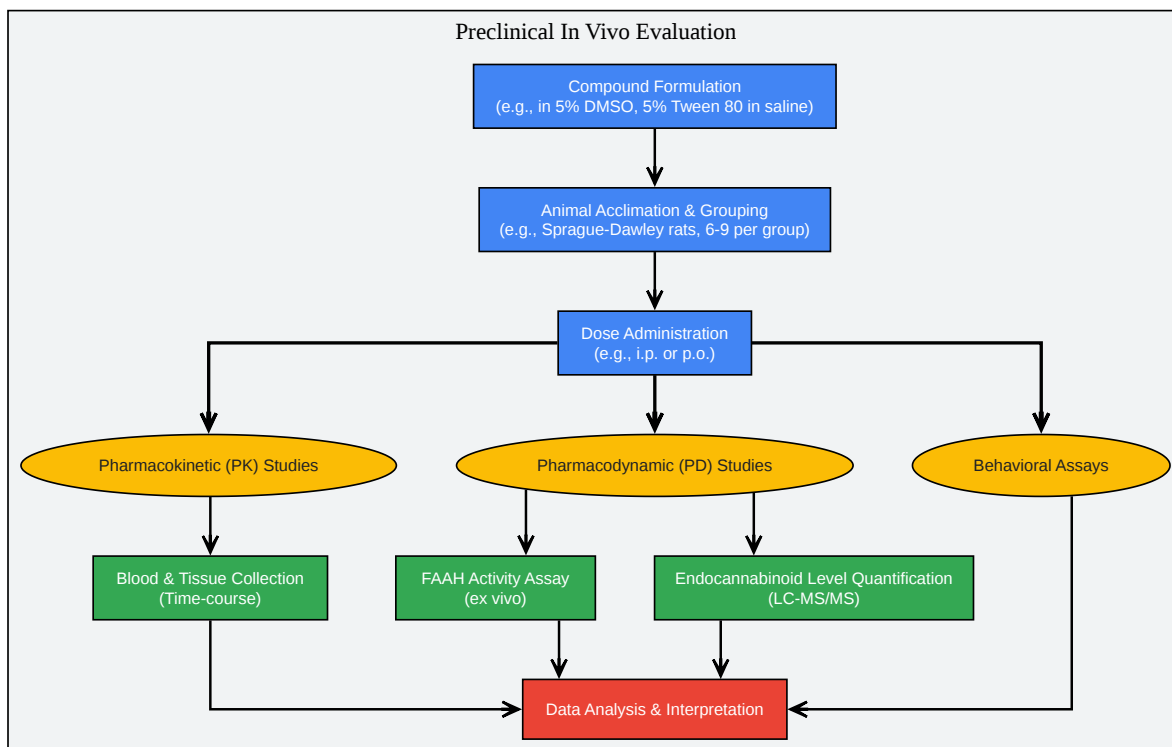 Preclinical In Vivo Evaluation
Compound Formulation
(e.g., in 5% DMSO, 5% Tween 80 in saline)
Animal Acclimation & Grouping
(e.g., Sprague-Dawley rats, 6-9 per group)
Dose Administration
(e.g., i.p. or p.o.)
Pharmacokinetic (PK) Studies
Pharmacodynamic (PD) Studies
Behavioral Assays
Blood & Tissue Collection
(Time-course)
FAAH Activity Assay
(ex vivo)
Endocannabinoid Level Quantification
(LC-MS/MS)
Data Analysis & Interpretation